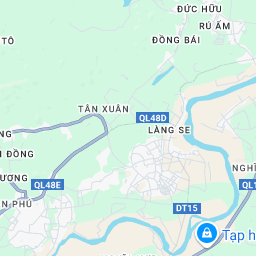 ĐỨC HỮU
RÚ ẤM
TÔ
ĐỒNG BÁI
TÂN XUÂN
QL48D
LÀNG SE
NG
I ĐỒNG
NGHĨ
ƯƠNG
QL48E
QL1
N PHÚ
DT15
Tạp h